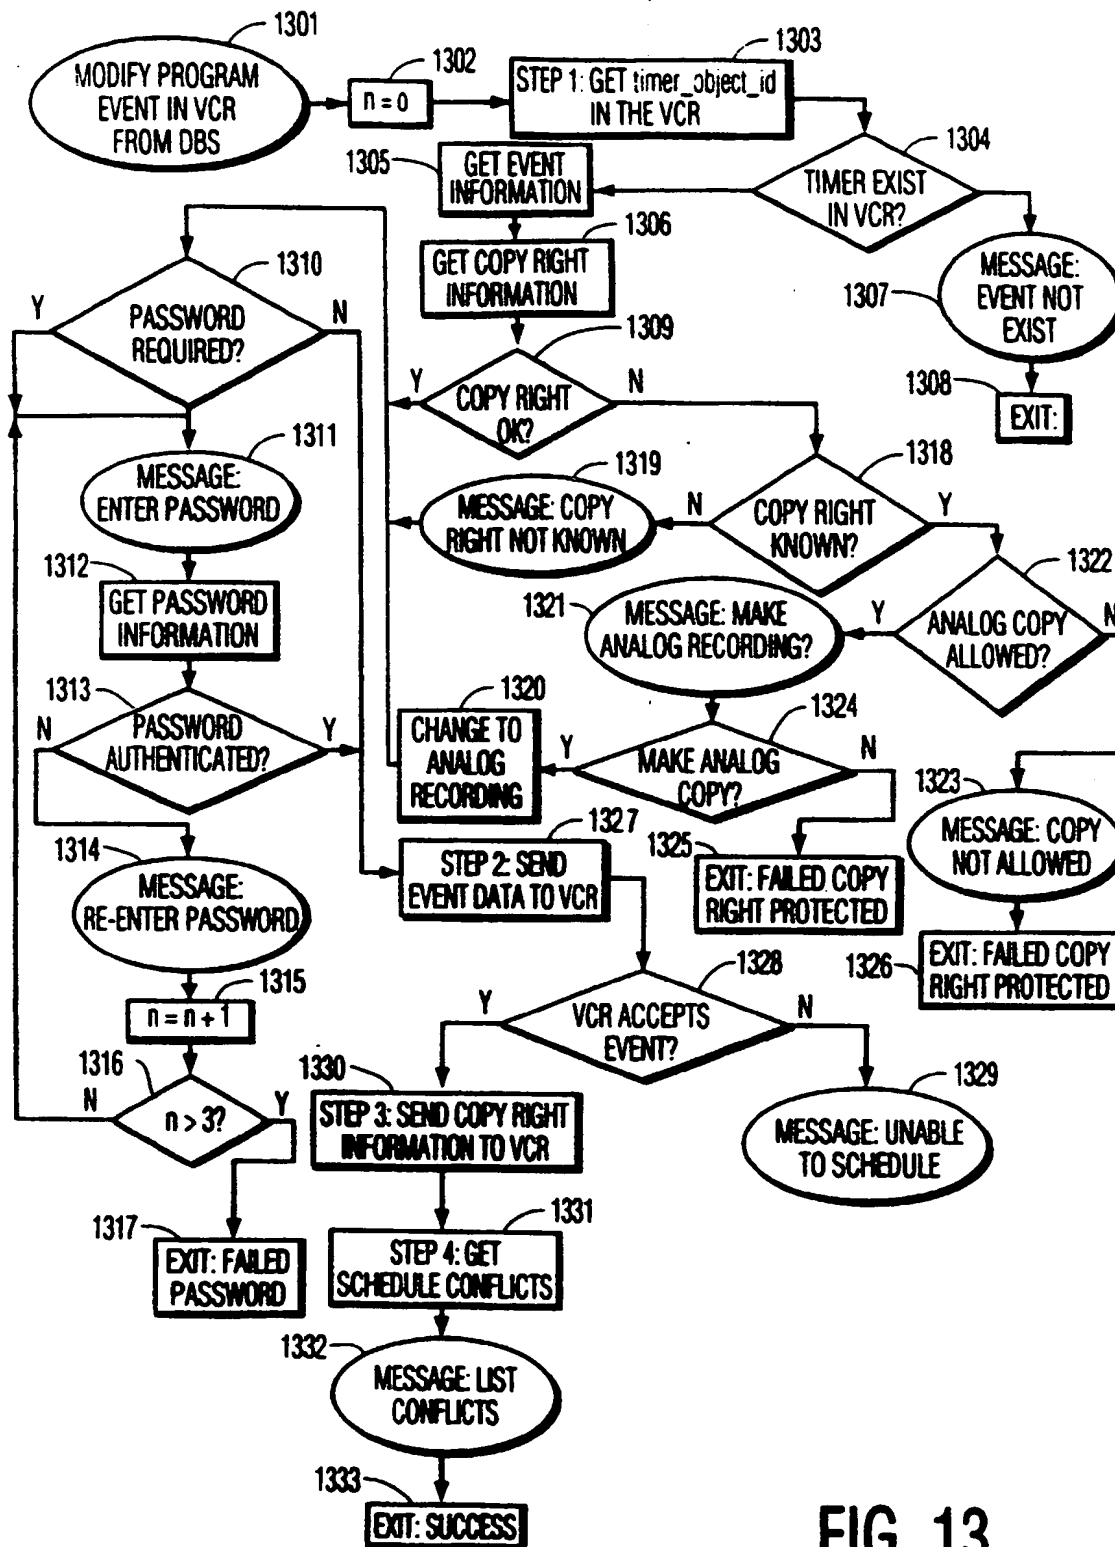 1301
MODIFY PROGRAM
EVENT IN VCR
FROM DBS
1302
n = o
1303
STEP 1: GET timer_object_id
IN THE VCR
1304
TIMER EXIST
IN VCR?
1305
GET EVENT
INFORMATION
1306
GET COPY RIGHT
INFORMATION
1307
MESSAGE:
EVENT NOT
EXIST
1308
EXIT:
1309
Y
COPY RIGHT
OK?
N
1310
Y
PASSWORD
REQUIRED?
N
1311
MESSAGE:
ENTER PASSWORD
1312
GET PASSWORD
INFORMATION
1313
N
PASSWORD
AUTHENTICATED?
Y
1314
MESSAGE:
RE-ENTER PASSWORD
1315
n = n + 1
1316
N
n > 3?
Y
1317
EXIT: FAILED
PASSWORD
1318
N
COPY RIGHT
KNOWN?
Y
1319
MESSAGE: COPY
RIGHT NOT KNOWN
1322
Y
ANALOG COPY
ALLOWED?
N
1321
MESSAGE: MAKE
ANALOG RECORDING?
1320
CHANGE TO
ANALOG
RECORDING
1324
Y
MAKE ANALOG
COPY?
N
1325
EXIT: FAILED COPY
RIGHT PROTECTED
1323
MESSAGE: COPY
NOT ALLOWED
1326
EXIT: FAILED COPY
RIGHT PROTECTED
1327
STEP 2: SEND
EVENT DATA TO VCR
1328
Y
VCR ACCEPTS
EVENT?
N
1329
MESSAGE: UNABLE
TO SCHEDULE
1330
STEP 3: SEND COPY RIGHT
INFORMATION TO VCR
1331
STEP 4: GET
SCHEDULE CONFLICTS
1332
MESSAGE: LIST
CONFLICTS
1333
EXIT: SUCCESS
FIG. 13